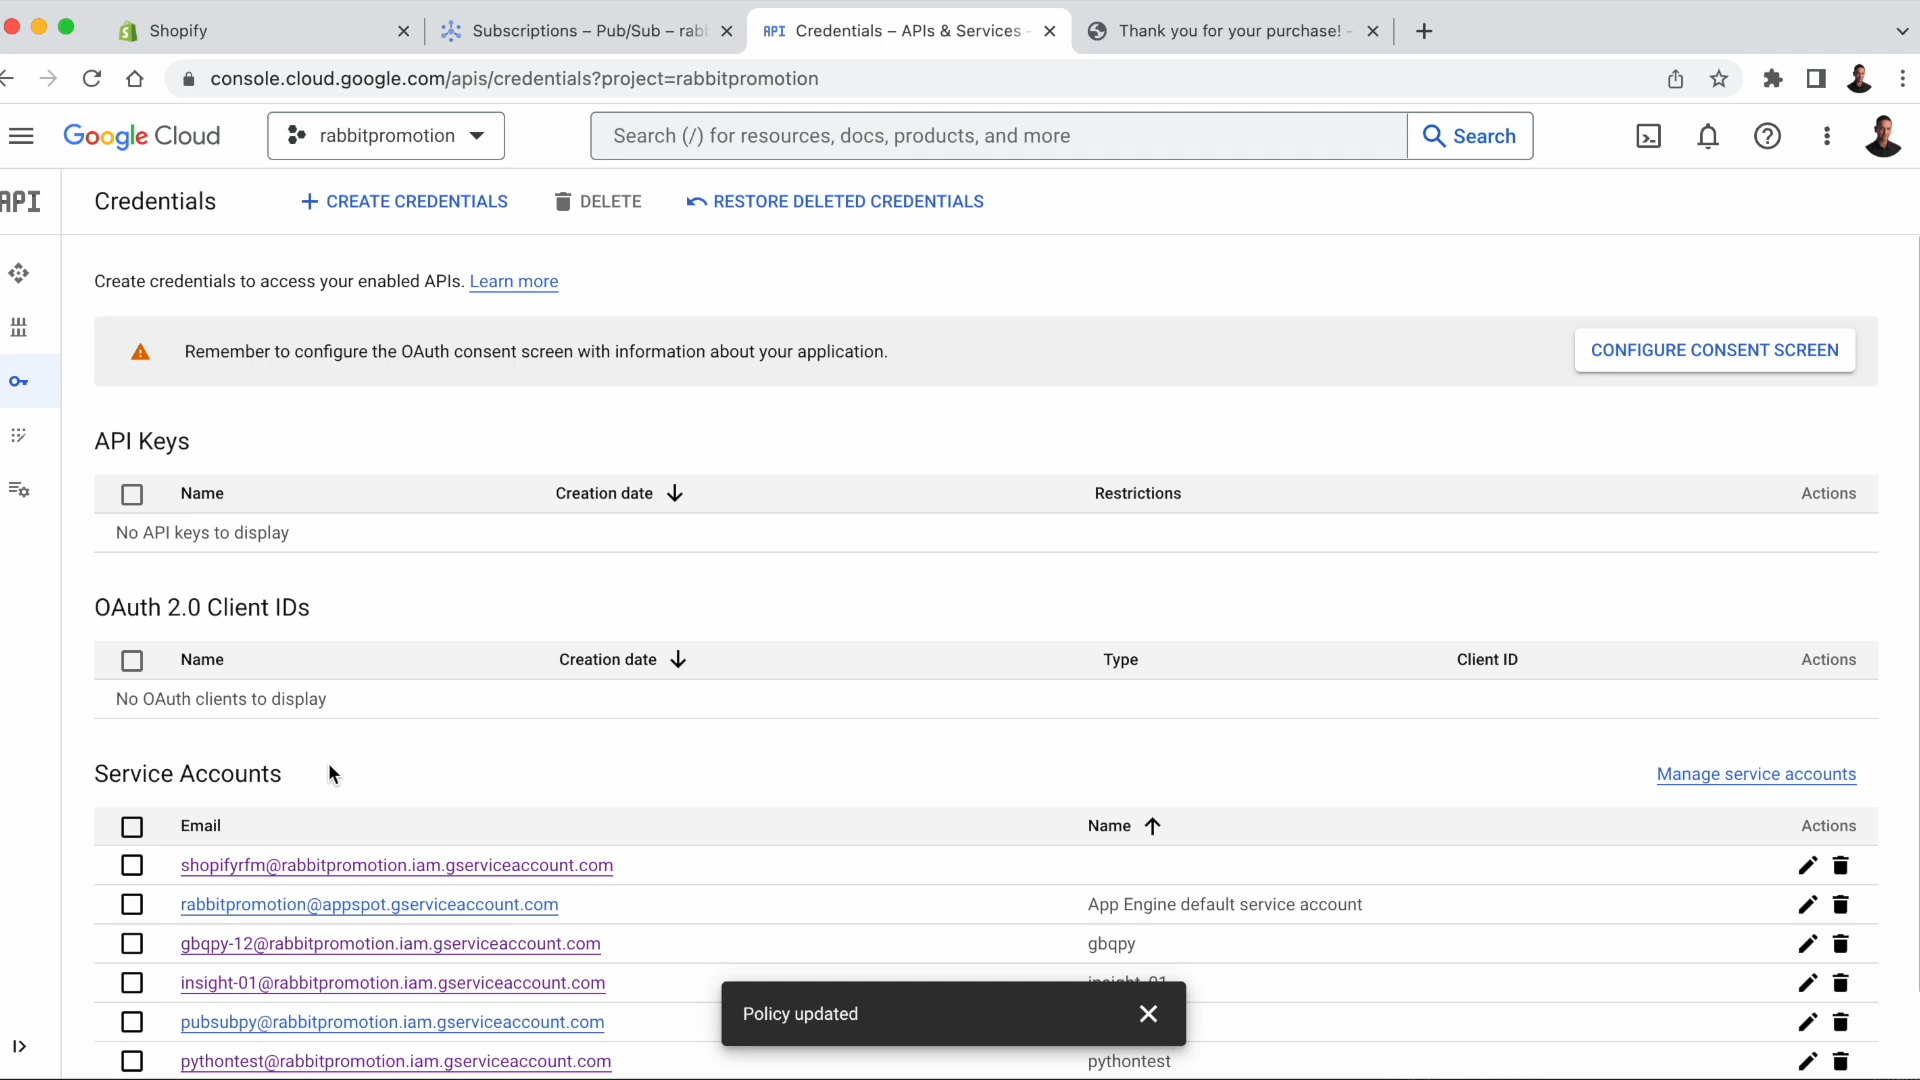 Shopify
Subscriptions – Pub/Sub – rab
API Credentials – APIs & Services -
Thank you for your purchase! -
console.cloud.google.com/apis/credentials?project=rabbitpromotion
Google Cloud
rabbitpromotion
Search (/) for resources, docs, products, and more
Search
API
Credentials
CREATE CREDENTIALS
DELETE
RESTORE DELETED CREDENTIALS
Create credentials to access your enabled APIs. Learn more
Remember to configure the OAuth consent screen with information about your application.
CONFIGURE CONSENT SCREEN
API Keys
Name Creation date Restrictions Actions
No API keys to display
OAuth 2.0 Client IDs
Name Creation date Type Client ID Actions
No OAuth clients to display
Service Accounts
Manage service accounts
Email Name Actions
shopifyrfm@rabbitpromotion.iam.gserviceaccount.com
rabbitpromotion@appspot.gserviceaccount.com App Engine default service account
gbqpy-12@rabbitpromotion.iam.gserviceaccount.com gbqpy
insight-01@rabbitpromotion.iam.gserviceaccount.com insight-01
pubsubpy@rabbitpromotion.iam.gserviceaccount.com
Policy updated
pythontest@rabbitpromotion.iam.gserviceaccount.com pythontest